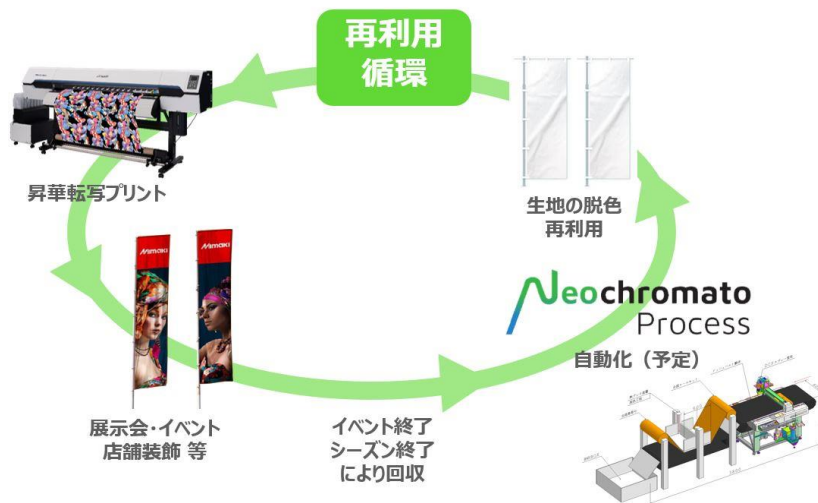 再利用
循環
昇華転写プリント
生地の脱色
再利用
Mimaki
Mimaki
Neochromato
Process
自動化（予定）
展示会・イベント
店舗装飾 等
イベント終了
シーズン終了
により回収